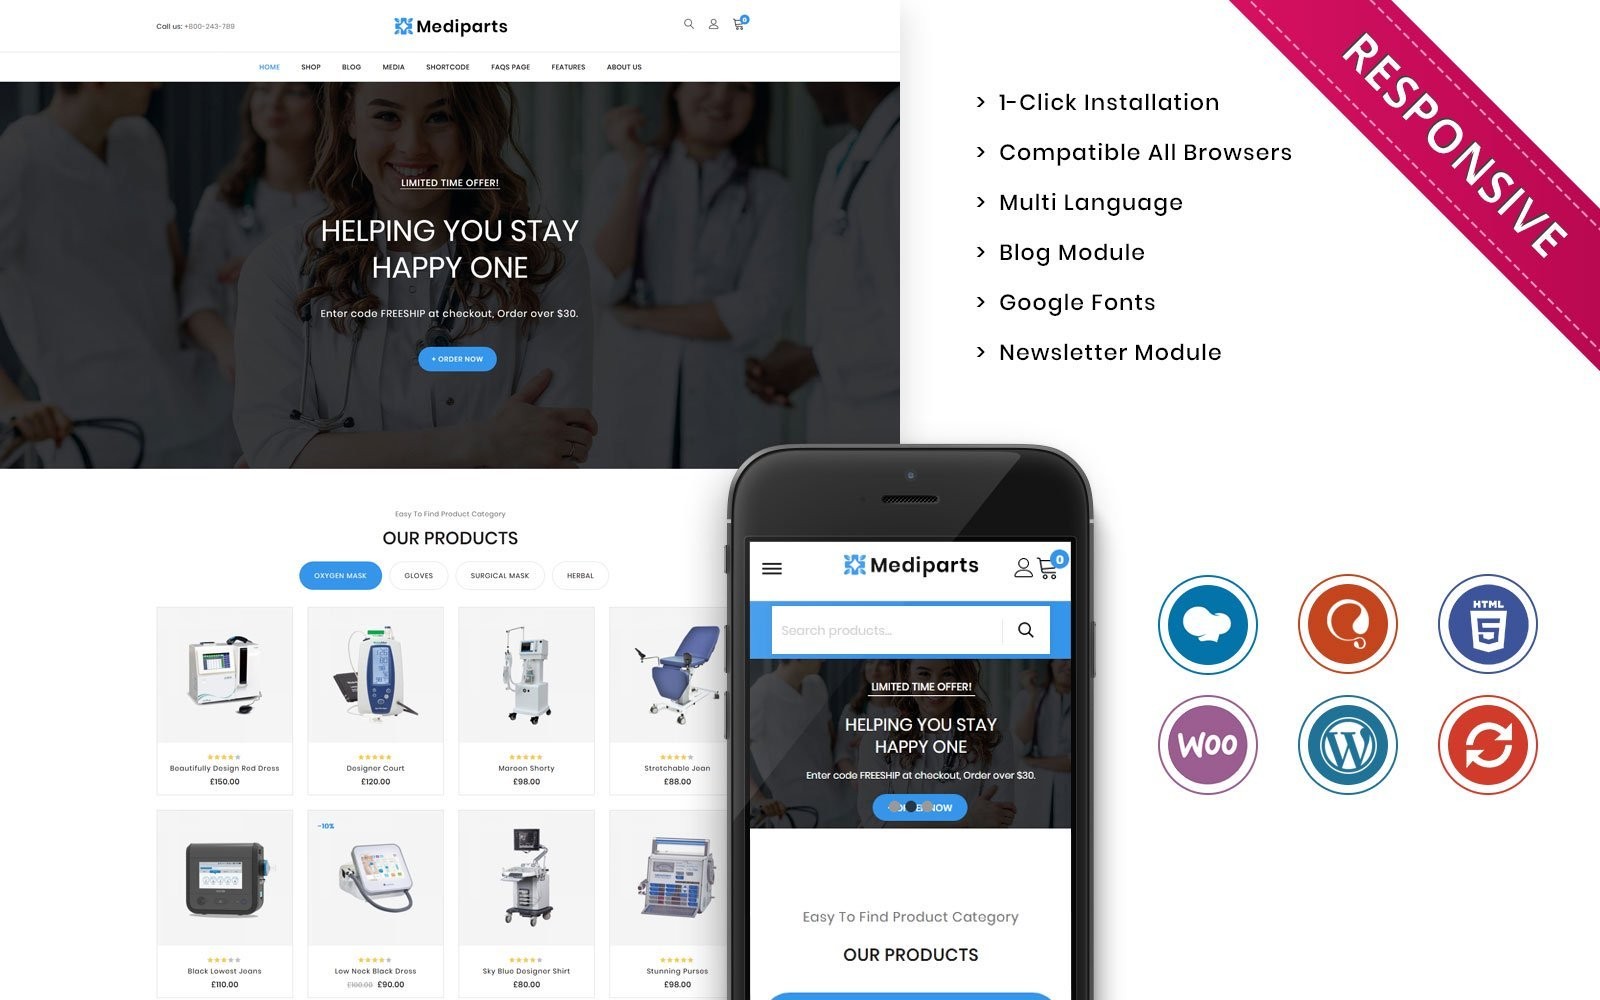 Call us: +800-243-789
Mediparts
0
HOME SHOP BLOG MEDIA SHORTCODE FAQS PAGE FEATURES ABOUT US
LIMITED TIME OFFER!
HELPING YOU STAY
HAPPY ONE
Enter code FREESHIP at checkout, Order over $30.
+ ORDER NOW
Easy To Find Product Category
OUR PRODUCTS
OXYGEN MASK GLOVES SURGICAL MASK HERBAL
Beautifully Design Red Dress
£150.00
Designer Court
£120.00
Maroon Shorty
£98.00
Stretchable Jean
£88.00
Black Lowest Jeans
£110.00
-10%
Low Neck Black Dress
£100.00 £90.00
Sky Blue Designer Shirt
£80.00
Stunning Purses
£98.00
> 1-Click Installation
> Compatible All Browsers
> Multi Language
> Blog Module
> Google Fonts
> Newsletter Module
RESPONSIVE
Mediparts
0
Search products...
LIMITED TIME OFFER!
HELPING YOU STAY
HAPPY ONE
Enter code FREESHIP at checkout, Order over $30.
NOW
Easy To Find Product Category
OUR PRODUCTS
HTML
5
WOO
W